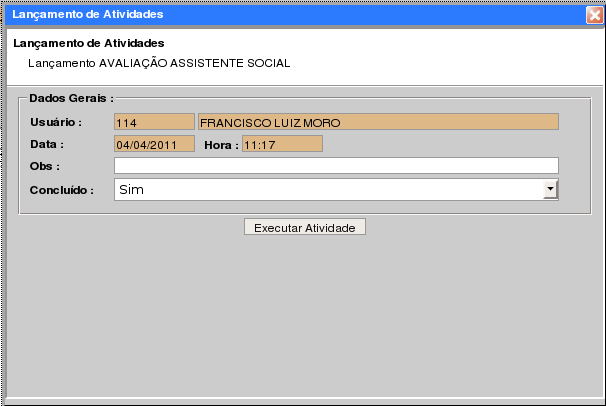 Lançamento de Atividades
Lançamento de Atividades
Lançamento AVALIAÇÃO ASSISTENTE SOCIAL
Dados Gerais :
Usuário : 114 FRANCISCO LUIZ MORO
Data : 04/04/2011 Hora : 11:17
Obs :
Concluído : Sim
Executar Atividade